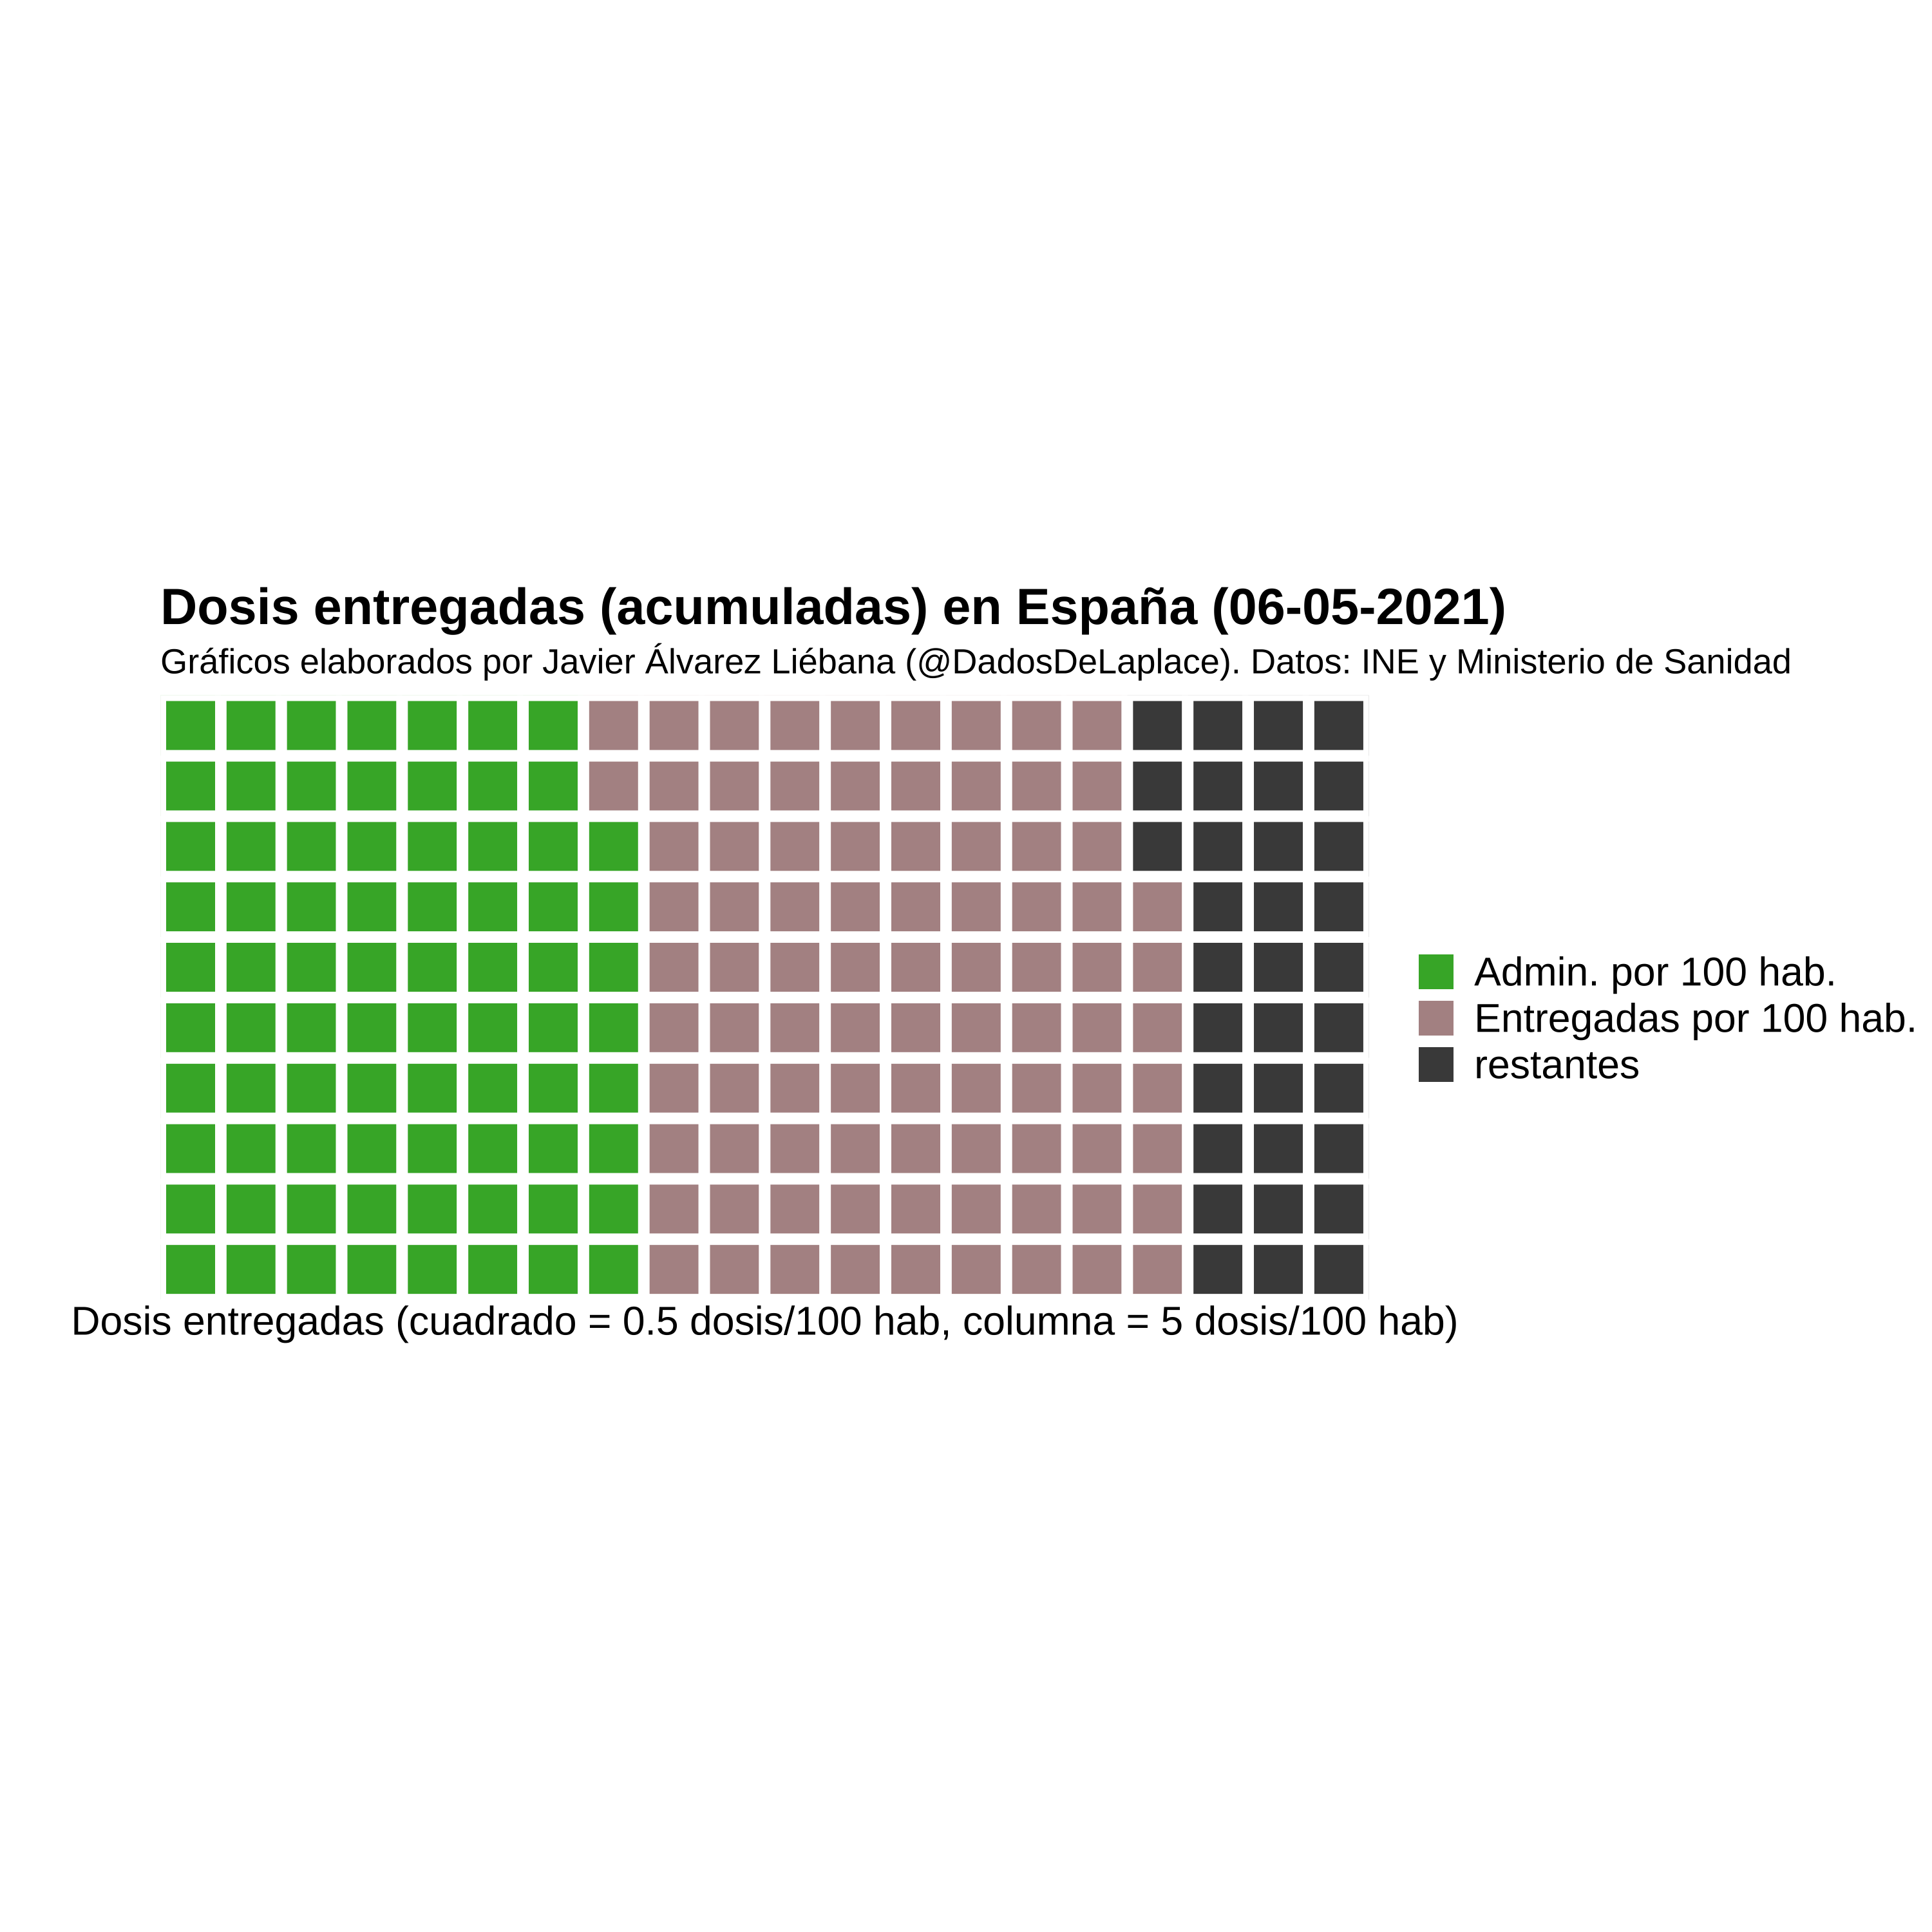 Dosis entregadas (acumuladas) en España (06-05-2021)
Gráficos elaborados por Javier Álvarez Liébana (@DadosDeLaplace). Datos: INE y Ministerio de Sanidad
Admin. por 100 hab.
Entregadas por 100 hab.
restantes
Dosis entregadas (cuadrado = 0.5 dosis/100 hab, columna = 5 dosis/100 hab)